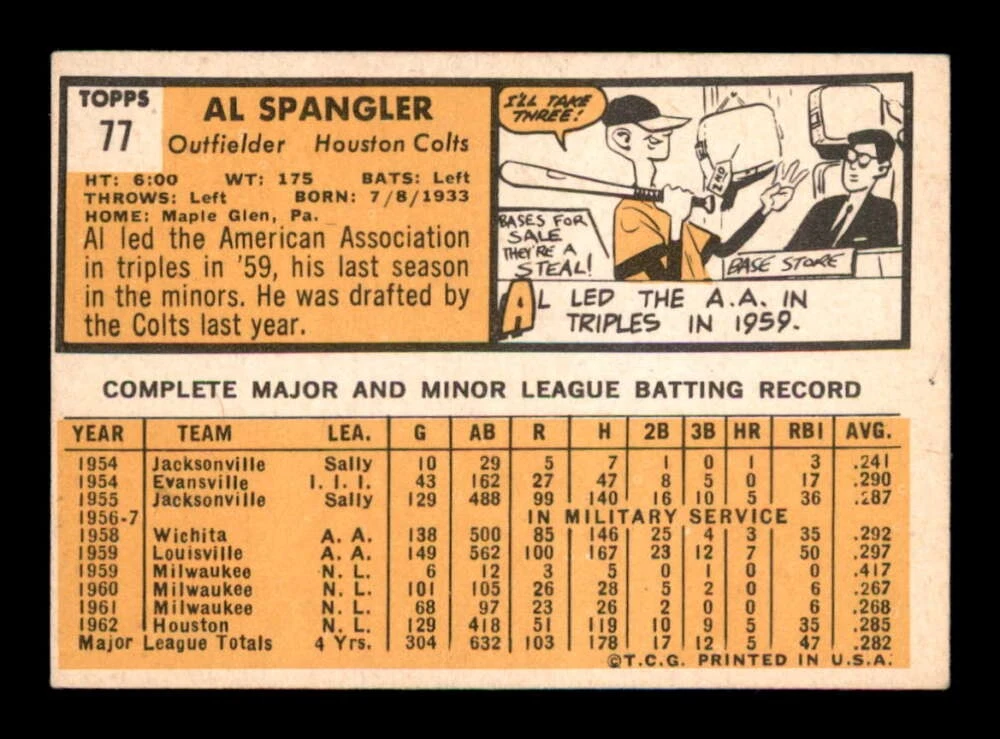 TOPPS
77
AL SPANGLER
Outfielder Houston Colts
HT: 6:00 WT: 175 BATS: Left
THROWS: Left BORN: 7/8/1933
HOME: Maple Glen, Pa.
Al led the American Association
in triples in '59, his last season
in the minors. He was drafted by
the Colts last year.
I'LL TAKE
THREE!
2ND
BASES FOR
SALE
THEY'RE A
STEAL!
BASE STORE
AL LED THE A.A. IN
TRIPLES IN 1959.
COMPLETE MAJOR AND MINOR LEAGUE BATTING RECORD
YEAR TEAM LEA. G AB R H 2B 3B HR RBI AVG.
1954 Jacksonville Sally 10 29 5 7 1 0 1 3 .241
1954 Evansville I. I. I. 43 162 27 47 8 5 0 17 .290
1955 Jacksonville Sally 129 488 99 140 16 10 5 36 .287
1956-7 IN MILITARY SERVICE
1958 Wichita A. A. 138 500 85 146 25 4 3 35 .292
1959 Louisville A. A. 149 562 100 167 23 12 7 50 .297
1959 Milwaukee N. L. 6 12 3 5 0 1 0 0 .417
1960 Milwaukee N. L. 101 105 26 28 5 2 0 6 .267
1961 Milwaukee N. L. 68 97 23 26 2 0 0 6 .268
1962 Houston N. L. 129 418 51 119 10 9 5 35 .285
Major League Totals 4 Yrs. 304 632 103 178 17 12 5 47 .282
©T.C.G. PRINTED IN U.S.A.